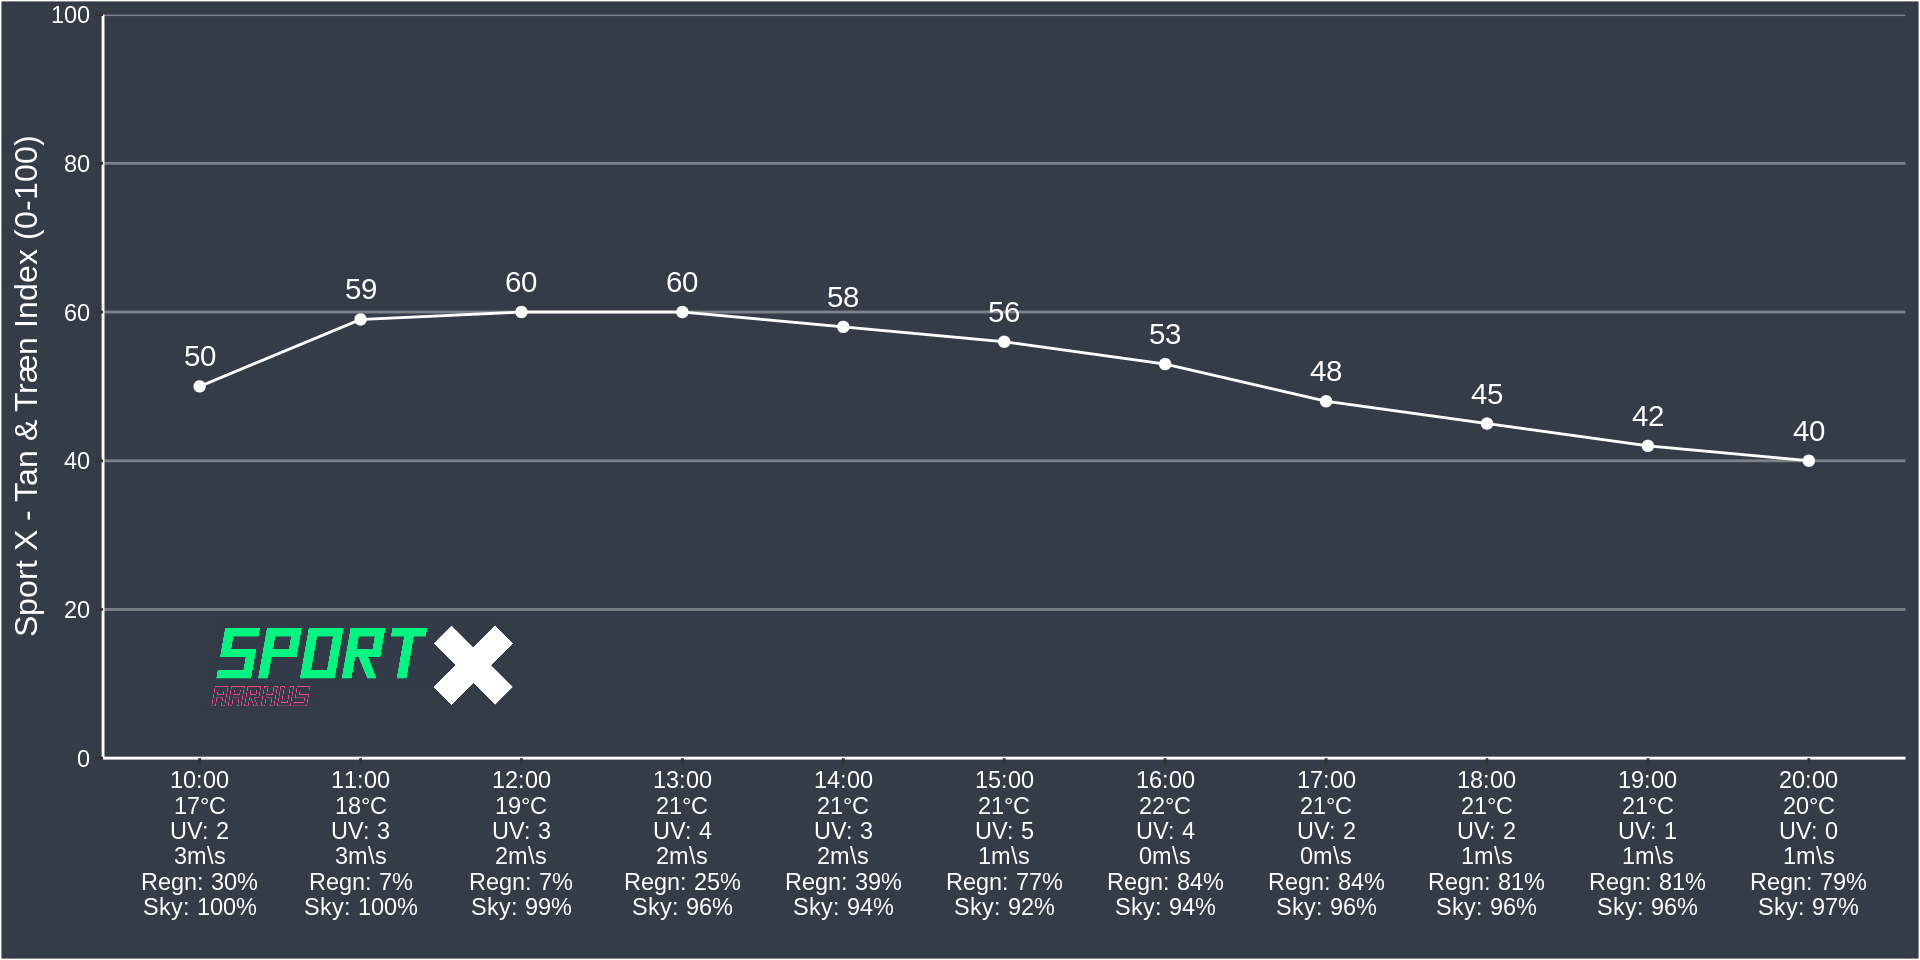 Sport X - Tan & Træn Index (0-100)
100
80
60
40
20
0
50
59
60
60
58
56
53
48
45
42
40
SPORT X
AARHUS
10:00 11:00 12:00 13:00 14:00 15:00 16:00 17:00 18:00 19:00 20:00
17°C 18°C 19°C 21°C 21°C 21°C 22°C 21°C 21°C 21°C 20°C
UV: 2 UV: 3 UV: 3 UV: 4 UV: 3 UV: 5 UV: 4 UV: 2 UV: 2 UV: 1 UV: 0
3m\s 3m\s 2m\s 2m\s 2m\s 1m\s 0m\s 0m\s 1m\s 1m\s 1m\s
Regn: 30% Regn: 7% Regn: 7% Regn: 25% Regn: 39% Regn: 77% Regn: 84% Regn: 84% Regn: 81% Regn: 81% Regn: 79%
Sky: 100% Sky: 100% Sky: 99% Sky: 96% Sky: 94% Sky: 92% Sky: 94% Sky: 96% Sky: 96% Sky: 96% Sky: 97%